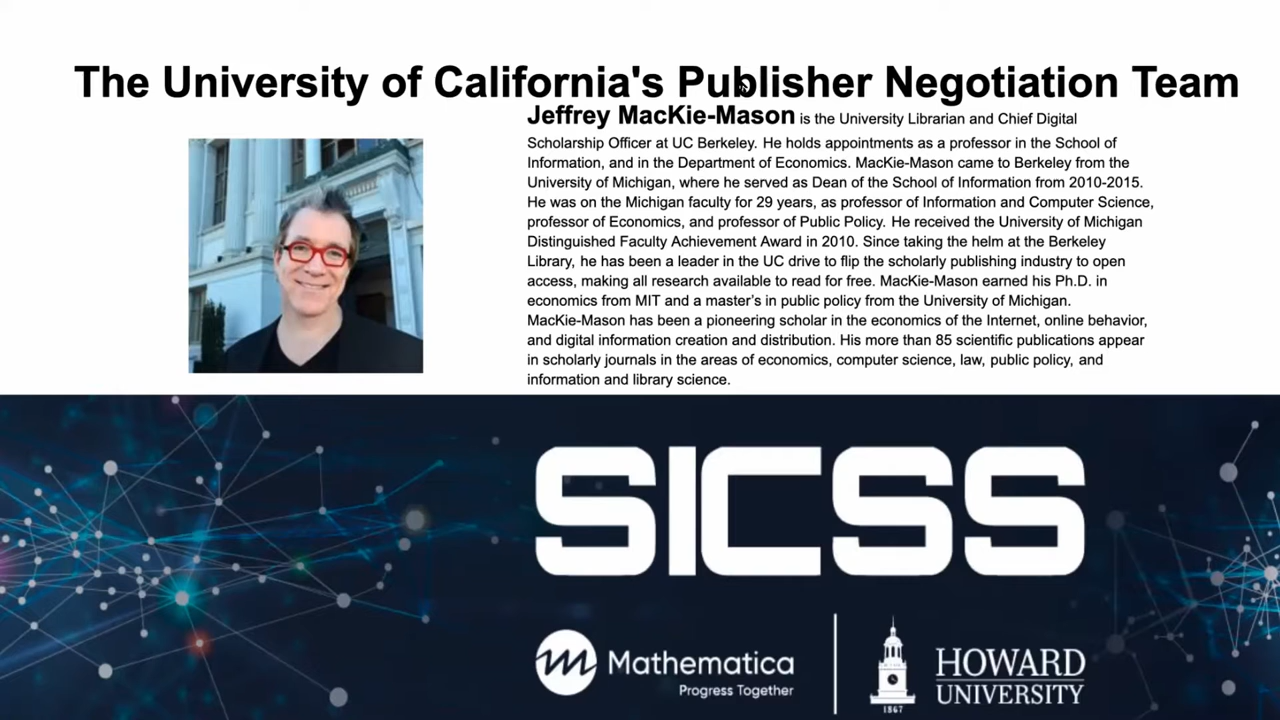 The University of California's Publisher Negotiation Team
Jeffrey MacKie-Mason is the University Librarian and Chief Digital
Scholarship Officer at UC Berkeley. He holds appointments as a professor in the School of
Information, and in the Department of Economics. MacKie-Mason came to Berkeley from the
University of Michigan, where he served as Dean of the School of Information from 2010-2015.
He was on the Michigan faculty for 29 years, as professor of Information and Computer Science,
professor of Economics, and professor of Public Policy. He received the University of Michigan
Distinguished Faculty Achievement Award in 2010. Since taking the helm at the Berkeley
Library, he has been a leader in the UC drive to flip the scholarly publishing industry to open
access, making all research available to read for free. MacKie-Mason earned his Ph.D. in
economics from MIT and a master's in public policy from the University of Michigan.
MacKie-Mason has been a pioneering scholar in the economics of the Internet, online behavior,
and digital information creation and distribution. His more than 85 scientific publications appear
in scholarly journals in the areas of economics, computer science, law, public policy, and
information and library science.
SICSS
Mathematica
Progress Together
HOWARD
UNIVERSITY
1867